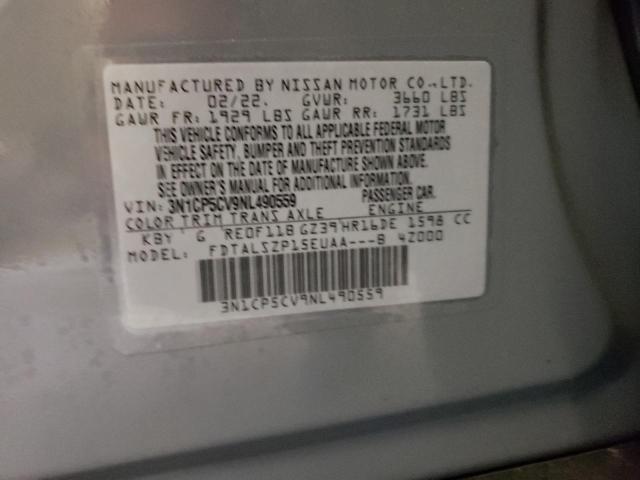 MANUFACTURED BY NISSAN MOTOR CO.,LTD.
DATE: 02/22. GVWR: 3660 LBS
GAWR FR: 1929 LBS GAWR RR: 1731 LBS
THIS VEHICLE CONFORMS TO ALL APPLICABLE FEDERAL MOTOR
VEHICLE SAFETY, BUMPER AND THEFT PREVENTION STANDARDS
IN EFFECT ON THE DATE OF MANUFACTURE SHOWN ABOVE.
SEE OWNER'S MANUAL FOR ADDITIONAL INFORMATION.
VIN: 3N1CP5CV9NL490559 PASSENGER CAR.
COLOR TRIM TRANS AXLE ENGINE
KBY G RE0F11B GZ39 HR16DE 1598 CC
MODEL: FDTALSZP15EUAA---B 4Z000
3N1CP5CV9NL490559